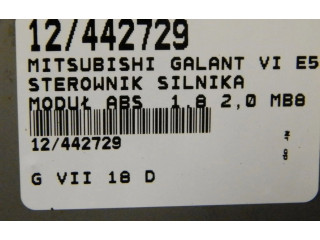 12/442729
MITSUBISHI GALANT VI E5
STEROWNIK SILNIKA
MODUŁ ABS 1.8 2,0 MB8
12/442729
G VII 18 D